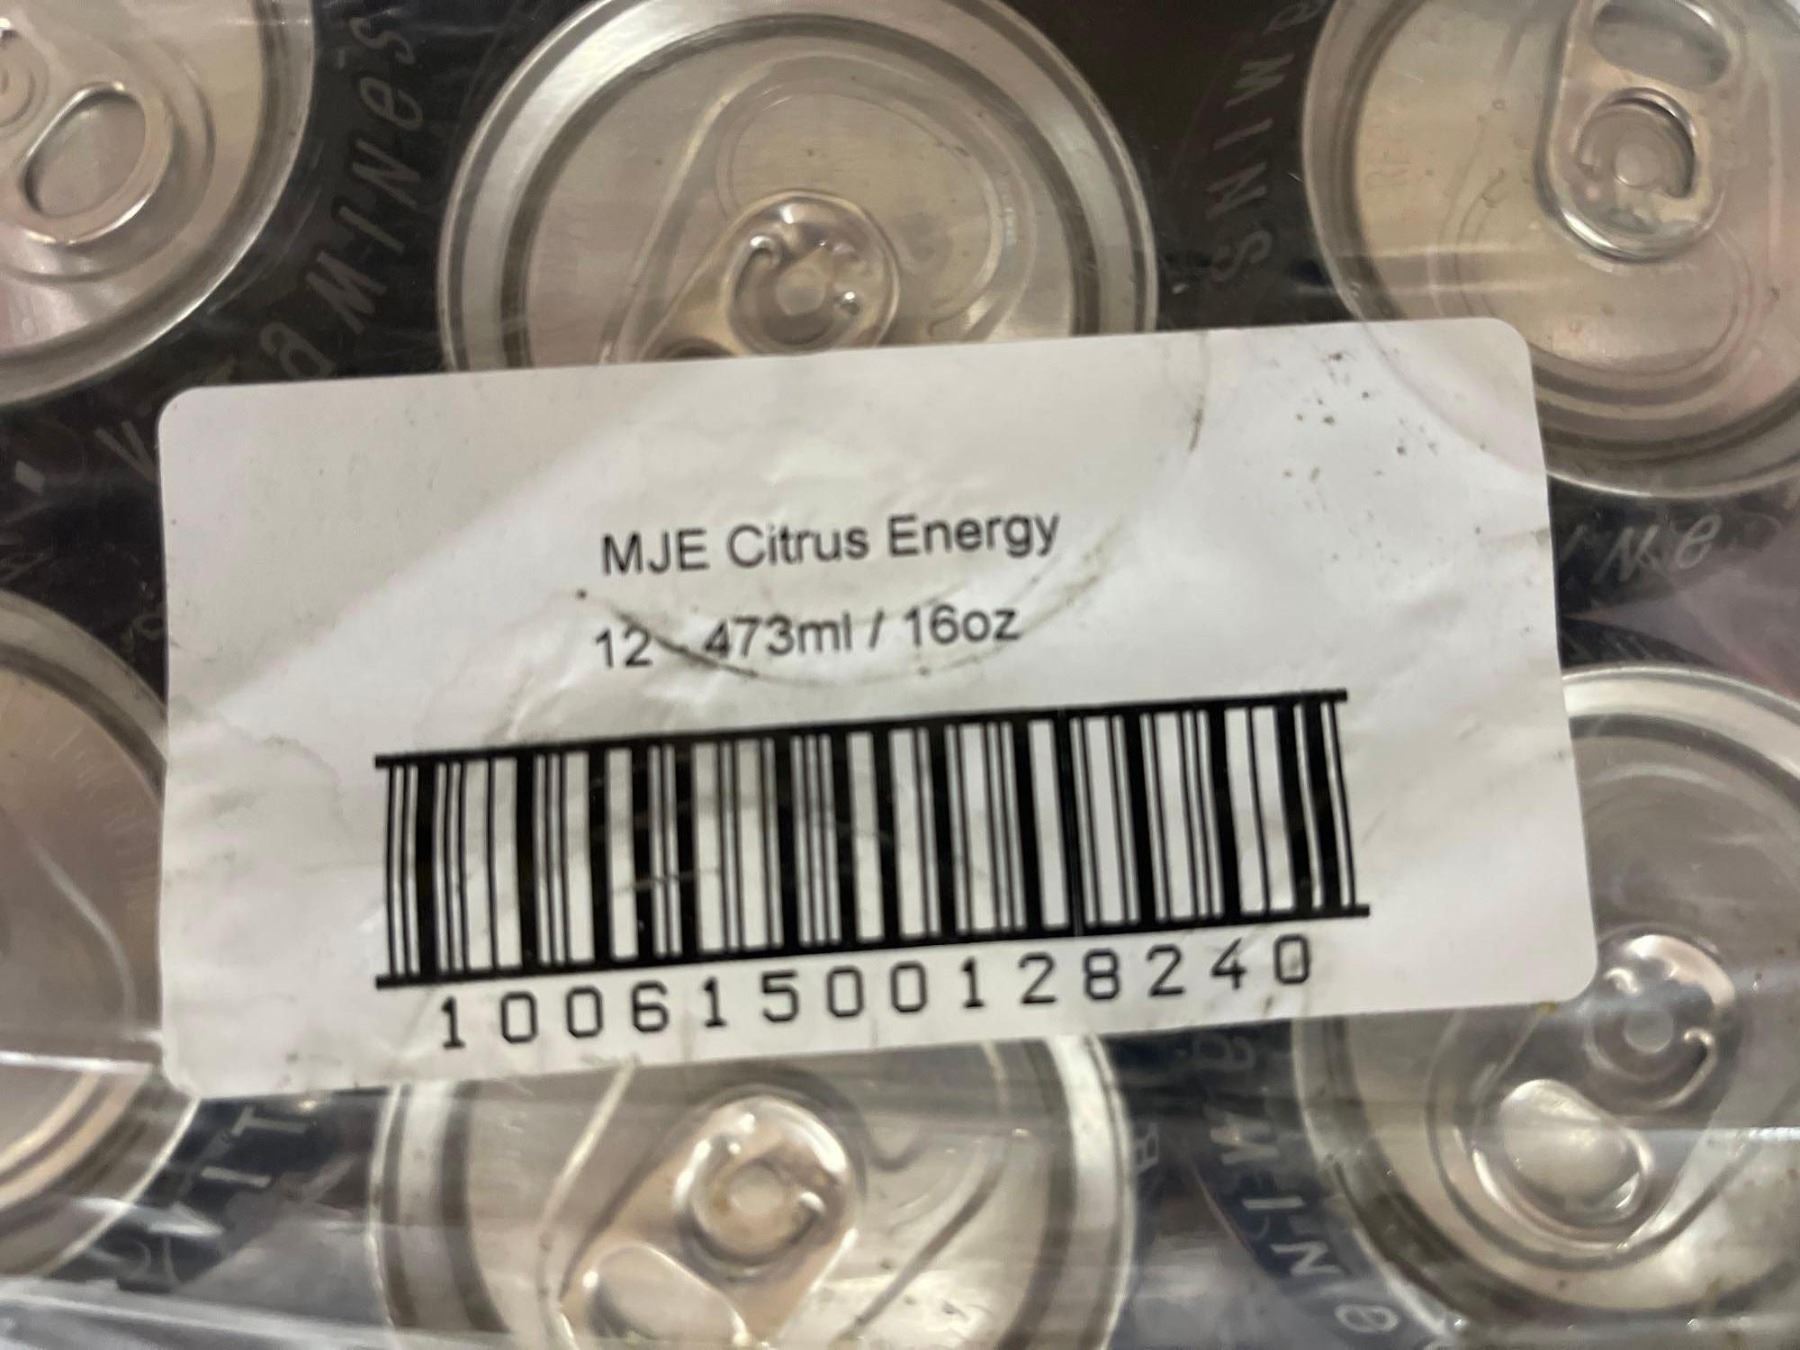 MJE Citrus Energy
12 - 473ml / 16oz
10061500128240